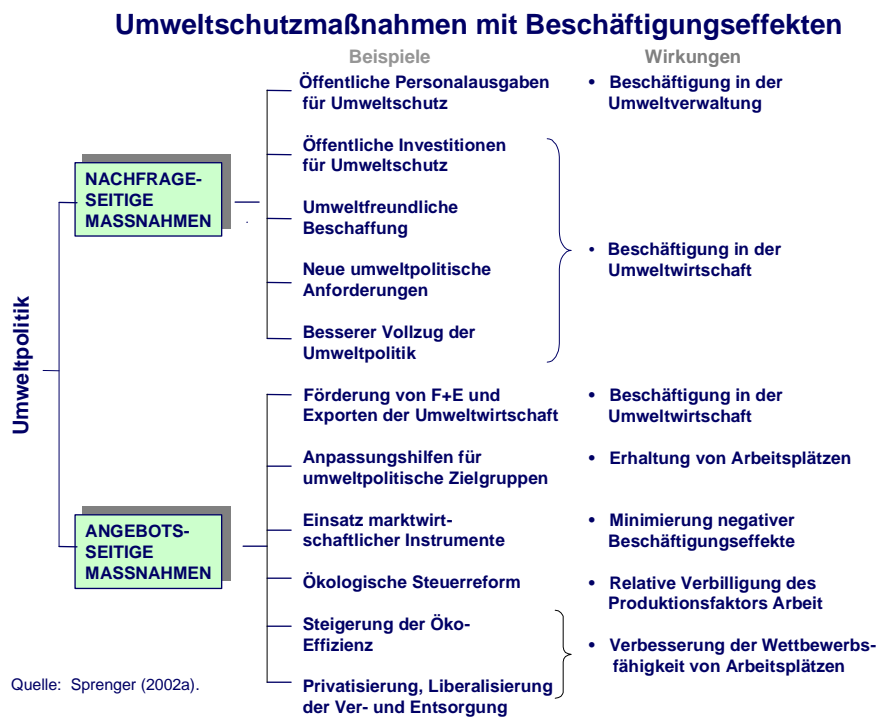 Umweltschutzmaßnahmen mit Beschäftigungseffekten
Beispiele
Wirkungen
Umweltpolitik
NACHFRAGE-
SEITIGE
MASSNAHMEN
Öffentliche Personalausgaben
für Umweltschutz
• Beschäftigung in der
Umweltverwaltung
Öffentliche Investitionen
für Umweltschutz
Umweltfreundliche
Beschaffung
Neue umweltpolitische
Anforderungen
Besserer Vollzug der
Umweltpolitik
• Beschäftigung in der
Umweltwirtschaft
ANGEBOTS-
SEITIGE
MASSNAHMEN
Förderung von F+E und
Exporten der Umweltwirtschaft
• Beschäftigung in der
Umweltwirtschaft
Anpassungshilfen für
umweltpolitische Zielgruppen
• Erhaltung von Arbeitsplätzen
Einsatz marktwirt-
schaftlicher Instrumente
• Minimierung negativer
Beschäftigungseffekte
Ökologische Steuerreform
• Relative Verbilligung des
Produktionsfaktors Arbeit
Steigerung der Öko-
Effizienz
Privatisierung, Liberalisierung
der Ver- und Entsorgung
• Verbesserung der Wettbewerbs-
fähigkeit von Arbeitsplätzen
Quelle: Sprenger (2002a).